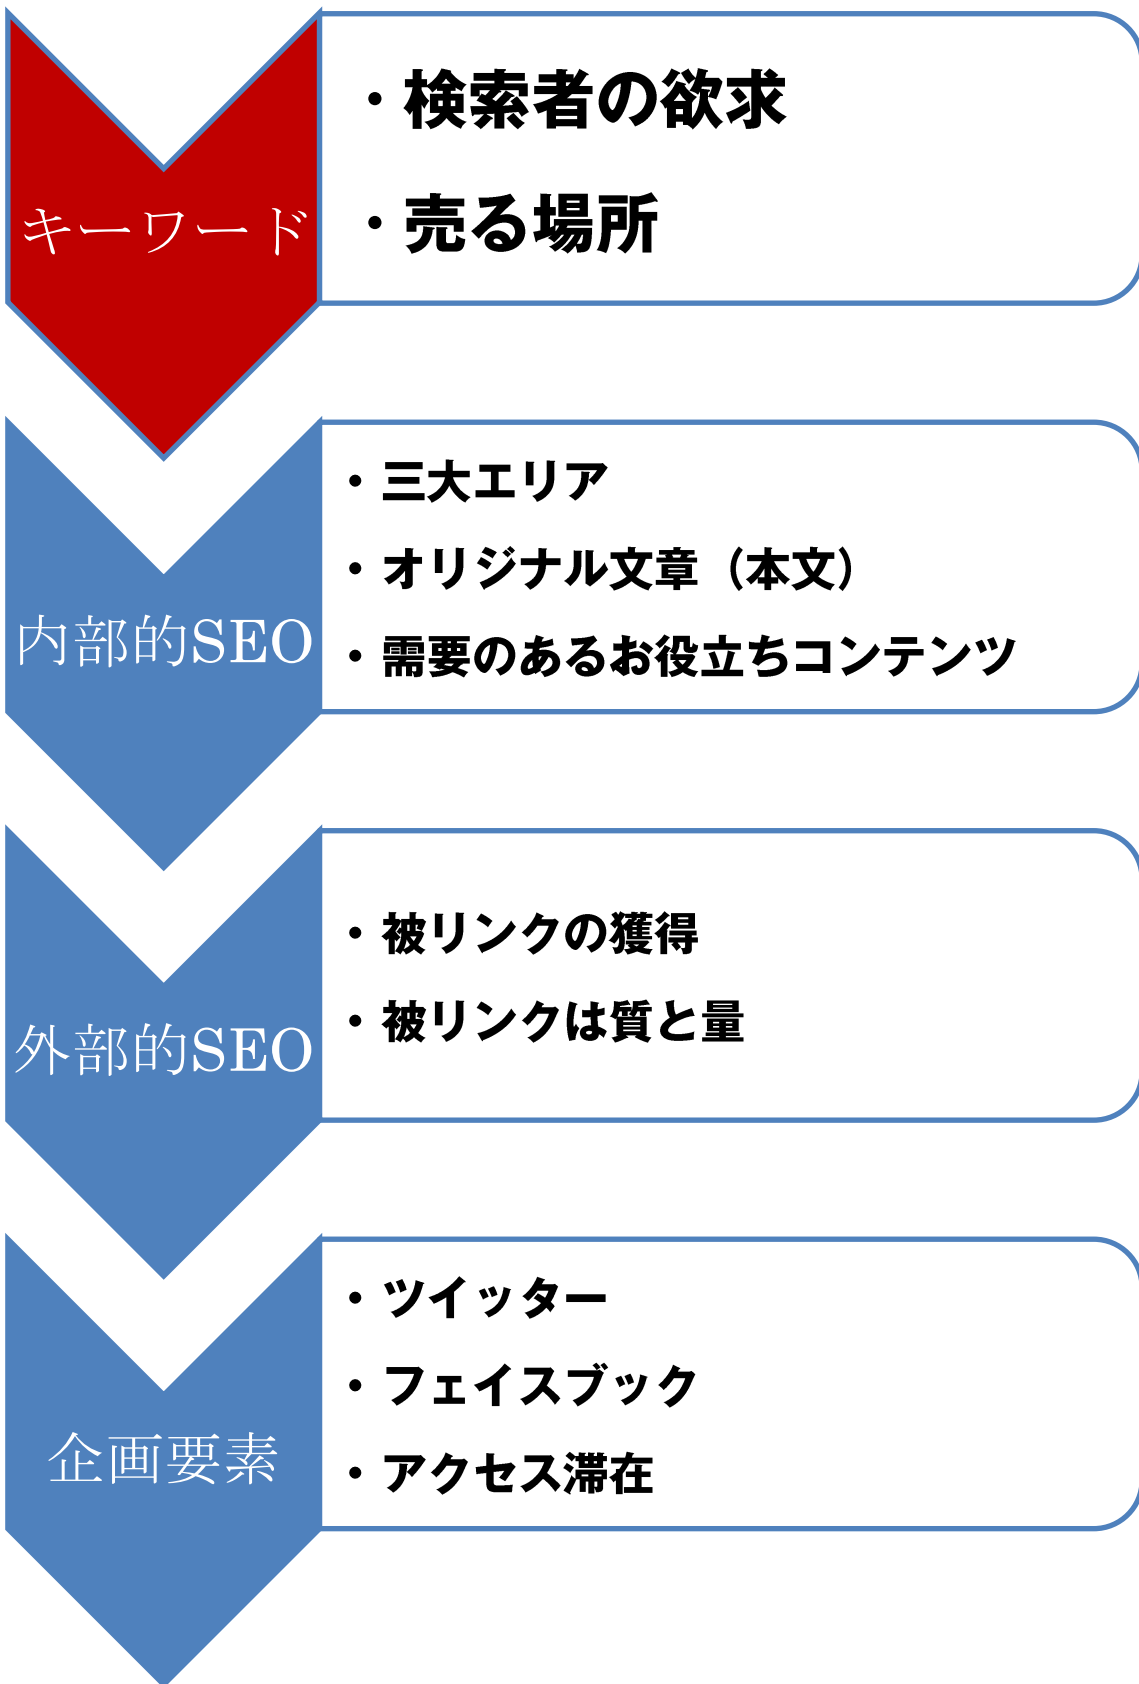 キーワード
・検索者の欲求
・売る場所
内部的SEO
・三大エリア
・オリジナル文章（本文）
・需要のあるお役立ちコンテンツ
外部的SEO
・被リンクの獲得
・被リンクは質と量
企画要素
・ツイッター
・フェイスブック
・アクセス滞在